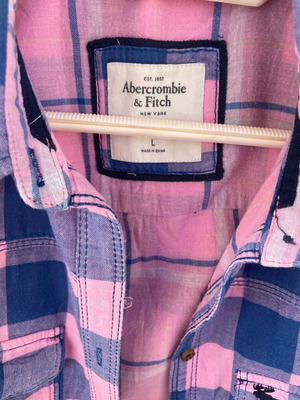 EST. 1892
Abercrombie
& Fitch
NEW YORK
L
MADE IN CHINA